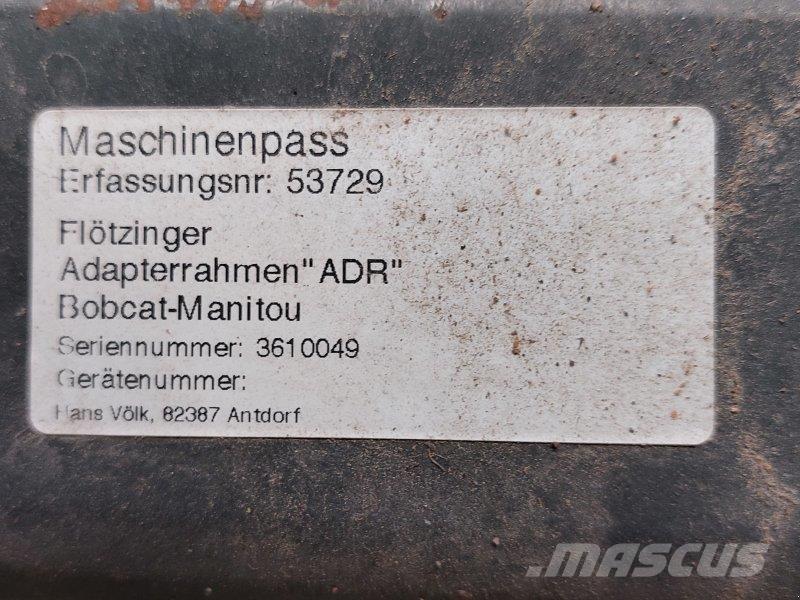 Maschinenpass
Erfassungsnr: 53729
Flötzinger
Adapterrahmen"ADR"
Bobcat-Manitou
Seriennummer: 3610049
Gerätenummer:
Hans Völk, 82387 Antdorf
MASCUS